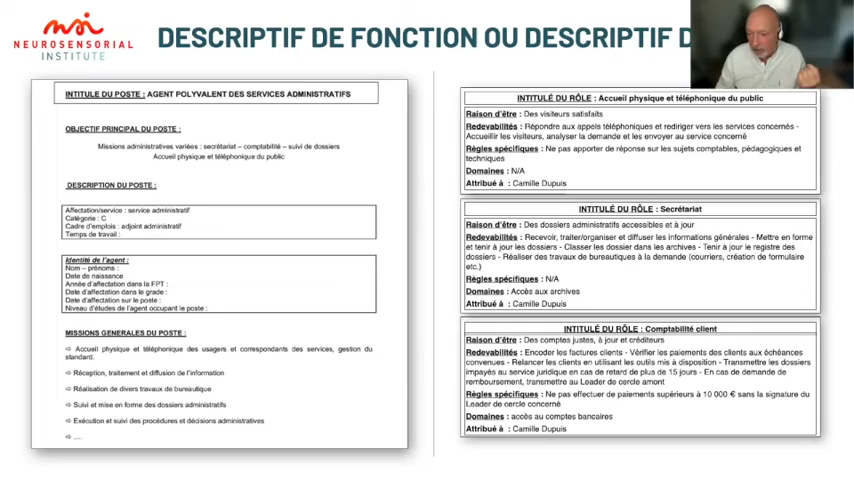 nsi
NEUROSENSORIAL
INSTITUTE
DESCRIPTIF DE FONCTION OU DESCRIPTIF D
INTITULE DU POSTE : AGENT POLYVALENT DES SERVICES ADMINISTRATIFS
OBJECTIF PRINCIPAL DU POSTE :
Missions administratives variées : secrétariat – comptabilité – suivi de dossiers
Accueil physique et téléphonique du public
DESCRIPTION DU POSTE :
Affectation/service : service administratif
Catégorie : C
Cadre d'emplois : adjoint administratif
Temps de travail :
Identité de l'agent :
Nom – prénoms :
Date de naissance
Année d'affectation dans la FPT :
Date d'affectation dans le grade :
Date d'affectation sur le poste :
Niveau d'études de l'agent occupant le poste :
MISSIONS GENERALES DU POSTE :
⇨ Accueil physique et téléphonique des usagers et correspondants des services, gestion du
standard.
⇨ Réception, traitement et diffusion de l'information
⇨ Réalisation de divers travaux de bureautique
⇨ Suivi et mise en forme des dossiers administratifs
⇨ Exécution et suivi des procédures et décisions administratives
⇨ ....
INTITULÉ DU RÔLE : Accueil physique et téléphonique du public
Raison d'être : Des visiteurs satisfaits
Redevabilités : Répondre aux appels téléphoniques et rediriger vers les services concernés -
Accueillir les visiteurs, analyser la demande et les envoyer au service concerné
Règles spécifiques : Ne pas apporter de réponse sur les sujets comptables, pédagogiques et
techniques
Domaines : N/A
Attribué à : Camille Dupuis
INTITULÉ DU RÔLE : Secrétariat
Raison d'être : Des dossiers administratifs accessibles et à jour
Redevabilités : Recevoir, traiter/organiser et diffuser les informations générales - Mettre en forme
et tenir à jour les dossiers - Classer les dossier dans les archives - Tenir à jour le registre des
dossiers - Réaliser des travaux de bureautiques à la demande (courriers, création de formulaire
etc.)
Règles spécifiques : N/A
Domaines : Accès aux archives
Attribué à : Camille Dupuis
INTITULÉ DU RÔLE : Comptabilité client
Raison d'être : Des comptes justes, à jour et créditeurs
Redevabilités : Encoder les factures clients - Vérifier les paiements des clients aux échéances
convenues - Relancer les clients en utilisant les outils mis à disposition - Transmettre les dossiers
impayés au service juridique en cas de retard de plus de 15 jours - En cas de demande de
remboursement, transmettre au Leader de cercle amont
Règles spécifiques : Ne pas effectuer de paiements supérieurs à 10 000 € sans la signature du
Leader de cercle concerné
Domaines : accès au comptes bancaires
Attribué à : Camille Dupuis